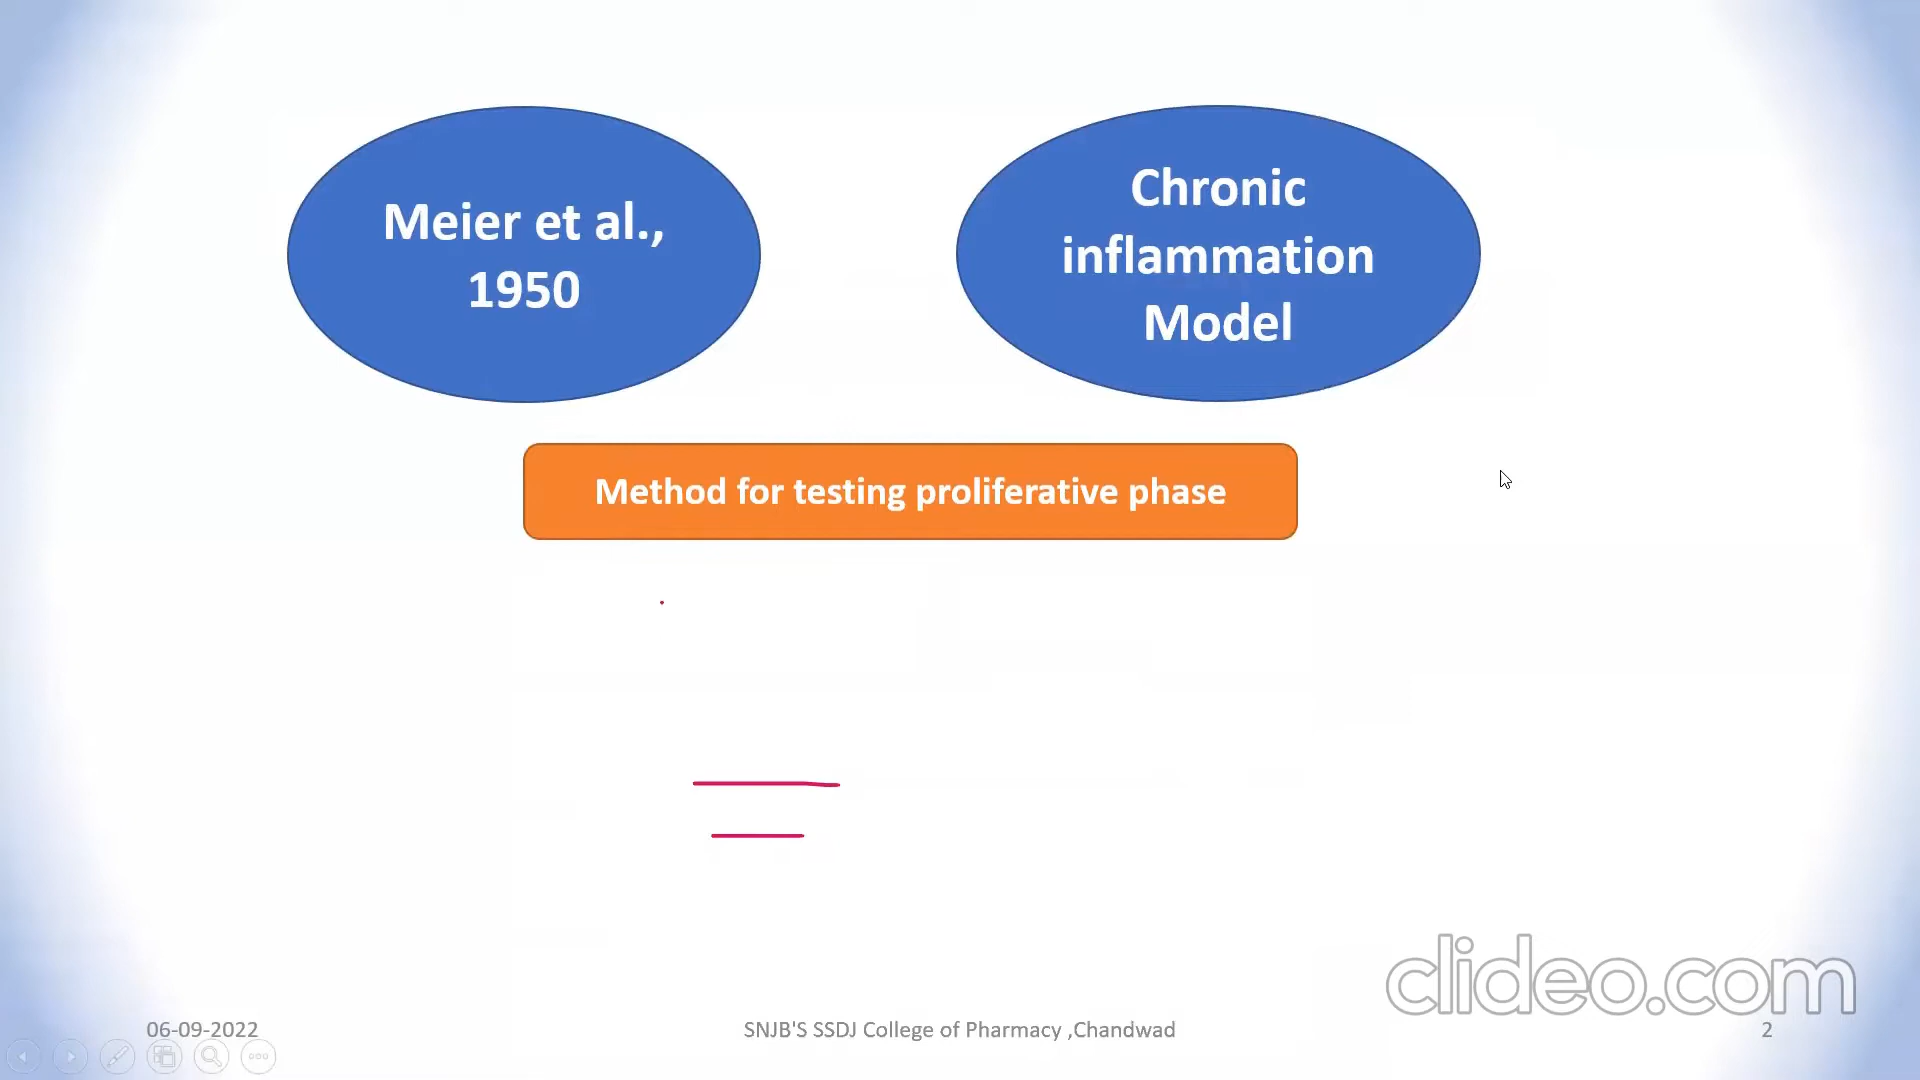 Meier et al.,
1950
Chronic
inflammation
Model
Method for testing proliferative phase
clideo.com
06-09-2022
SNJB'S SSDJ College of Pharmacy ,Chandwad
2